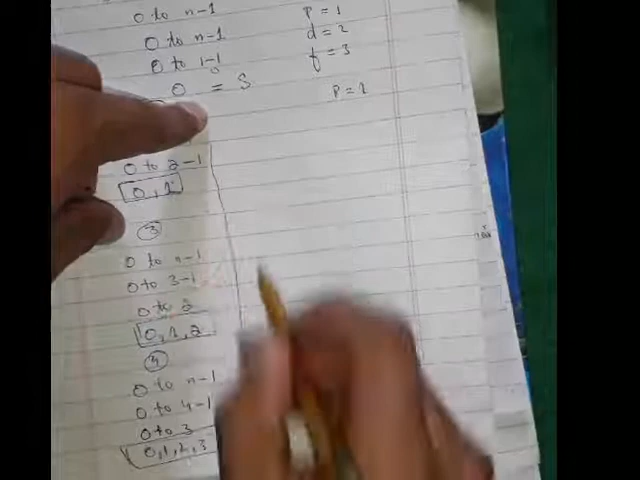 0 to n-1
0 to n-1
0 to 1-1
0 = S
P = 1
d = 2
f = 3
P = 1
0 to 2-1
0, 1
3
0 to n-1
0 to 3-1
0 to 2
0, 1, 2
4
0 to n-1
0 to 4-1
0 to 3
0, 1, 2, 3